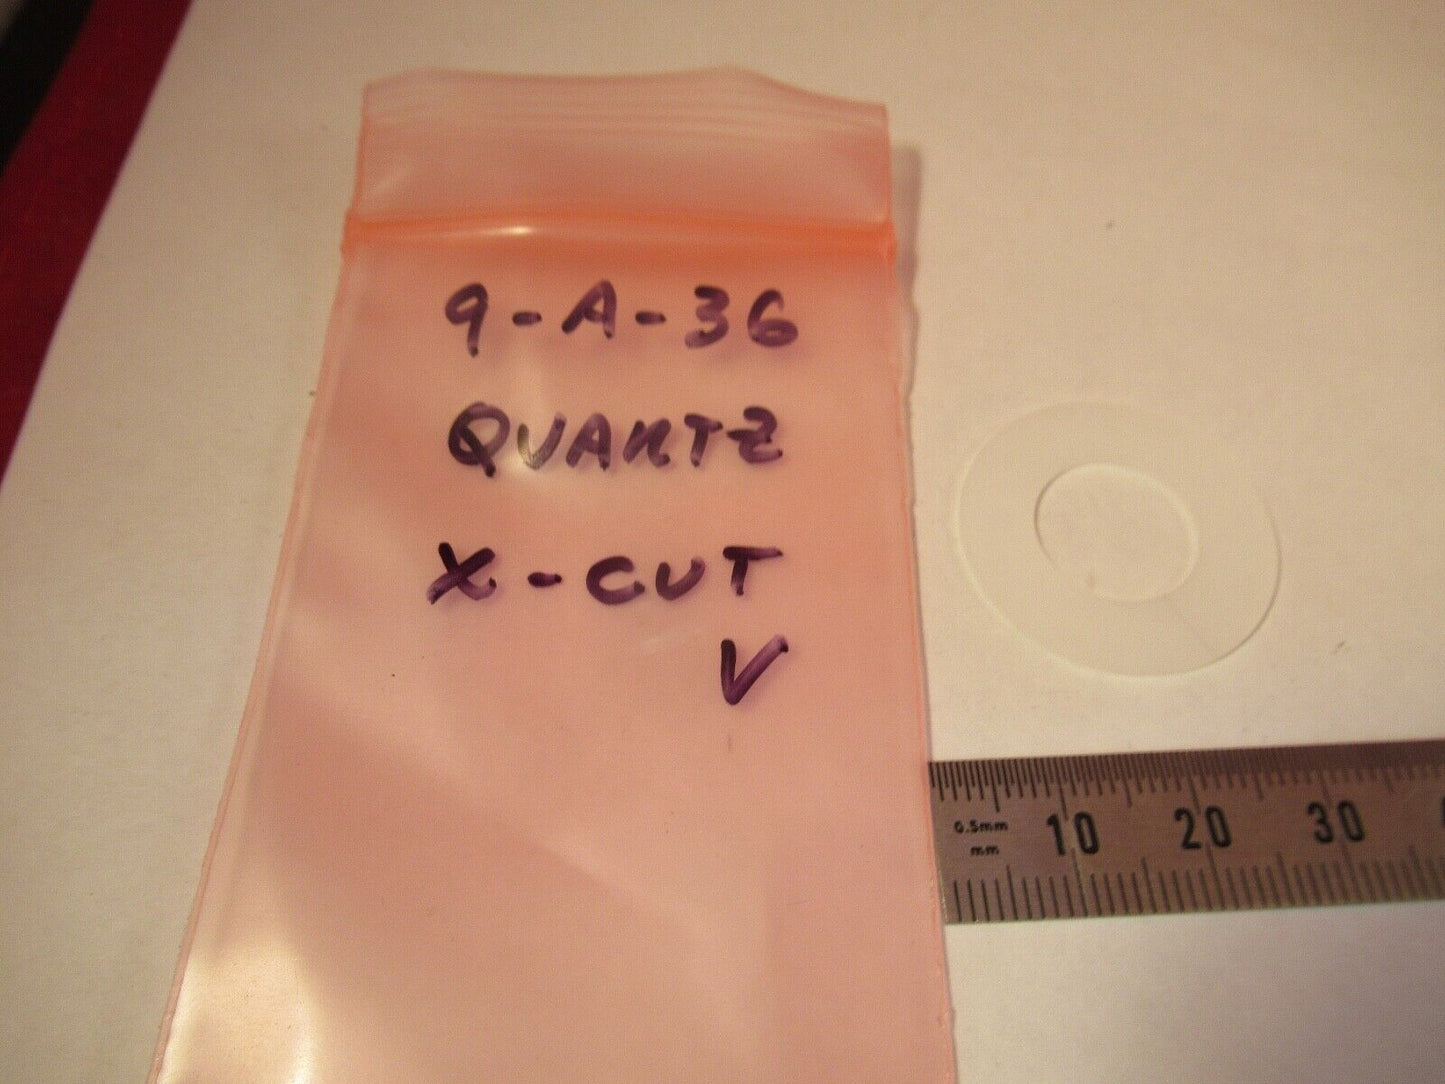 9-A-36
QUARTZ
X-CUT
V
0.5mm
mm
10 20 30